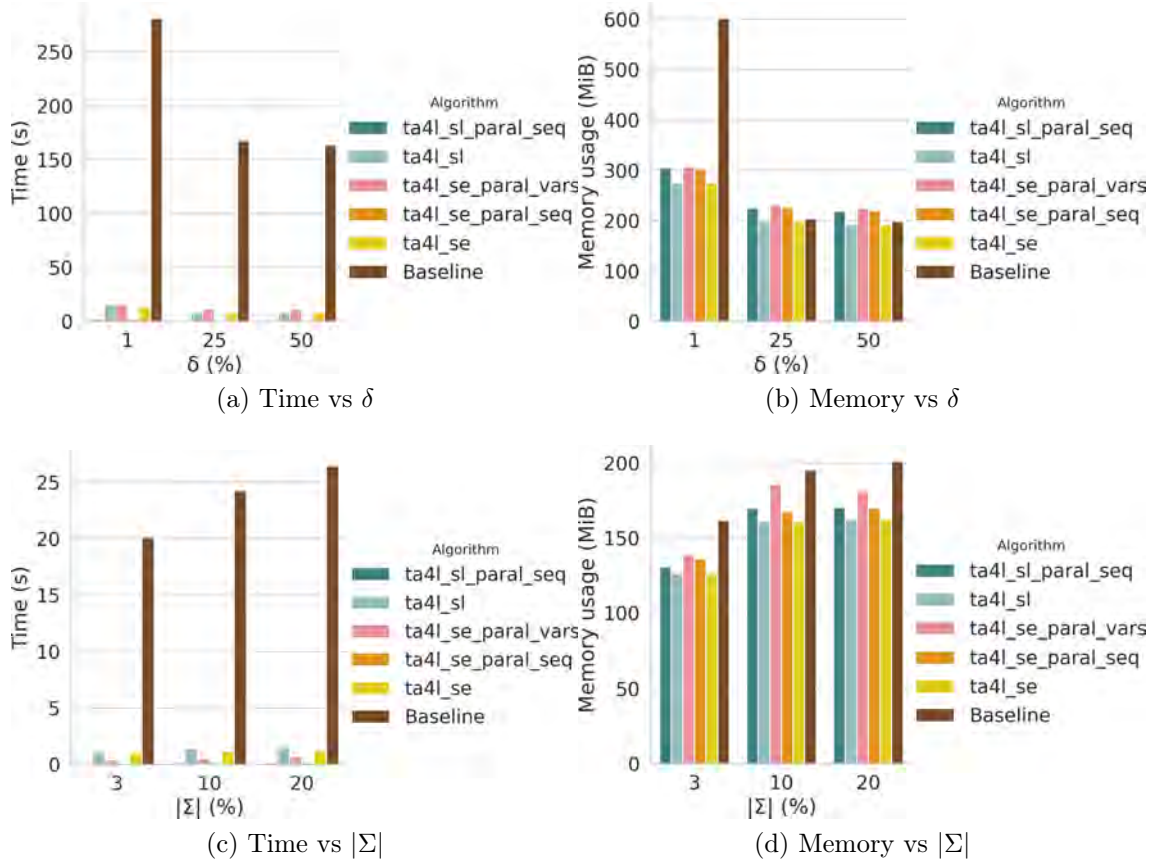 Time (s)
250
200
150
100
50
0
1
25
50
δ (%)
Algorithm
ta4l_sl_paral_seq
ta4l_sl
ta4l_se_paral_vars
ta4l_se_paral_seq
ta4l_se
Baseline
(a) Time vs δ
Memory usage (MiB)
600
500
400
300
200
100
0
1
25
50
δ (%)
Algorithm
ta4l_sl_paral_seq
ta4l_sl
ta4l_se_paral_vars
ta4l_se_paral_seq
ta4l_se
Baseline
(b) Memory vs δ
Time (s)
25
20
15
10
5
0
3
10
20
|Σ| (%)
Algorithm
ta4l_sl_paral_seq
ta4l_sl
ta4l_se_paral_vars
ta4l_se_paral_seq
ta4l_se
Baseline
(c) Time vs |Σ|
Memory usage (MiB)
200
150
100
50
0
3
10
20
|Σ| (%)
Algorithm
ta4l_sl_paral_seq
ta4l_sl
ta4l_se_paral_vars
ta4l_se_paral_seq
ta4l_se
Baseline
(d) Memory vs |Σ|